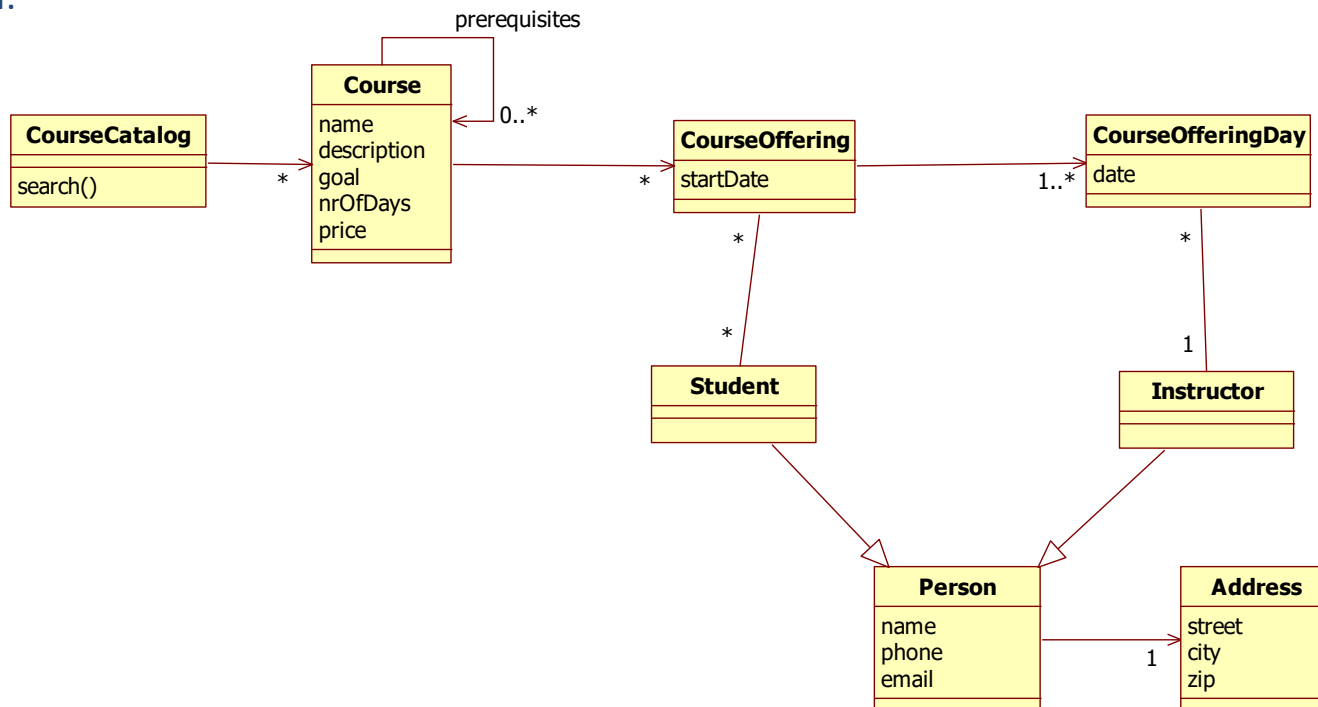 prerequisites
Course
name
description
goal
nrOfDays
price
0..*
CourseCatalog
search()
*
CourseOffering
startDate
*
CourseOfferingDay
date
1..*
*
*
Student
*
1
Instructor
Person
name
phone
email
1
Address
street
city
zip